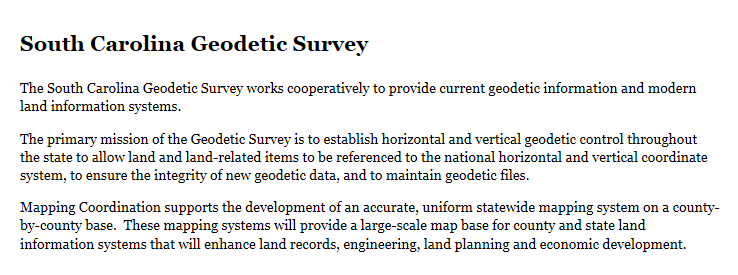 South Carolina Geodetic Survey
The South Carolina Geodetic Survey works cooperatively to provide current geodetic information and modern
land information systems.
The primary mission of the Geodetic Survey is to establish horizontal and vertical geodetic control throughout
the state to allow land and land-related items to be referenced to the national horizontal and vertical coordinate
system, to ensure the integrity of new geodetic data, and to maintain geodetic files.
Mapping Coordination supports the development of an accurate, uniform statewide mapping system on a county-
by-county base.  These mapping systems will provide a large-scale map base for county and state land
information systems that will enhance land records, engineering, land planning and economic development.